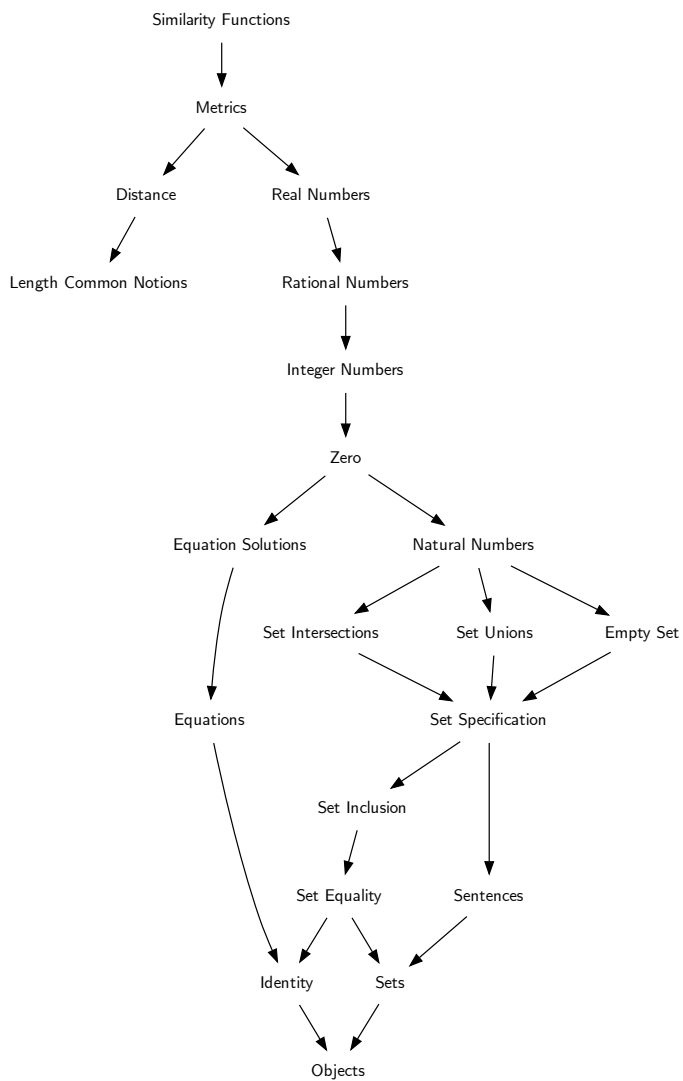 Similarity Functions
Metrics
Distance
Real Numbers
Length Common Notions
Rational Numbers
Integer Numbers
Zero
Equation Solutions
Natural Numbers
Set Intersections
Set Unions
Empty Set
Equations
Set Specification
Set Inclusion
Set Equality
Sentences
Identity
Sets
Objects